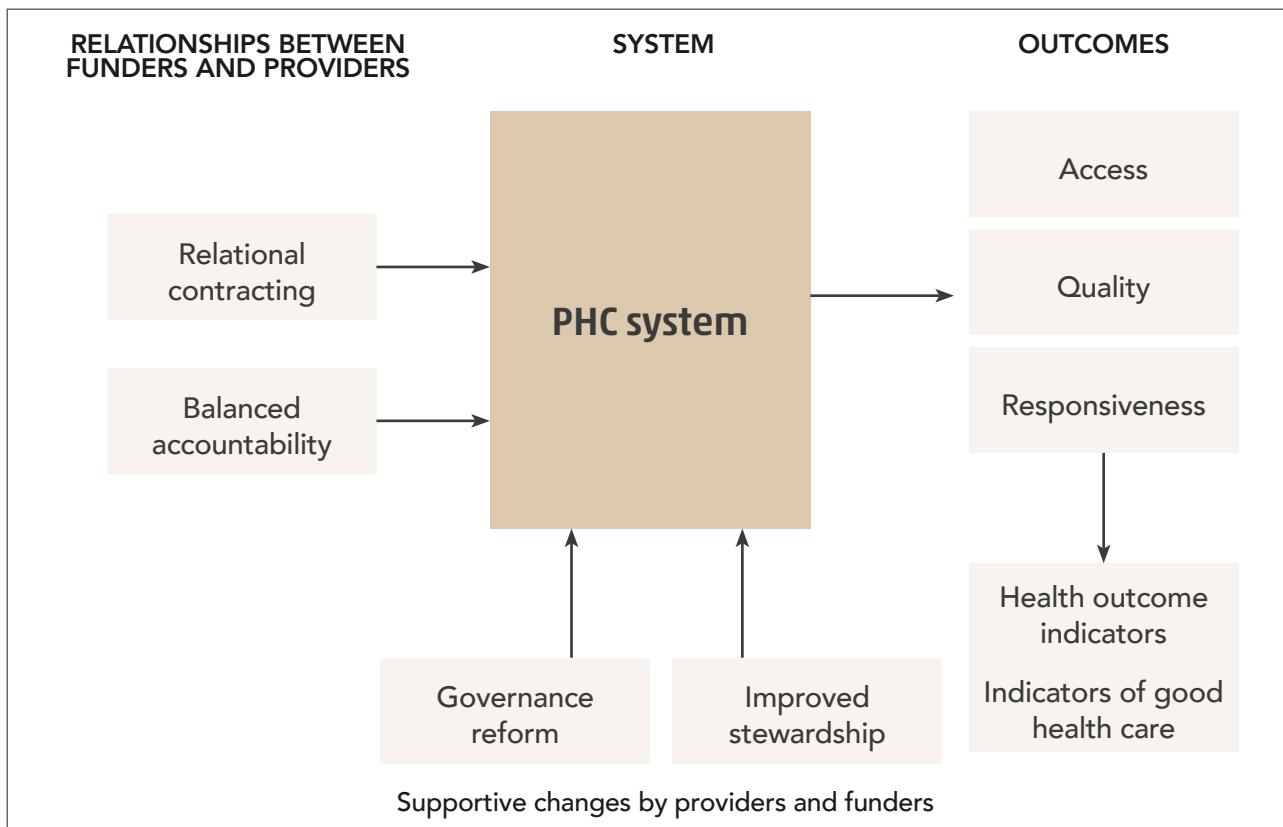 RELATIONSHIPS BETWEEN
FUNDERS AND PROVIDERS
SYSTEM
OUTCOMES
Relational
contracting
Balanced
accountability
PHC system
Access
Quality
Responsiveness
Health outcome
indicators
Indicators of good
health care
Governance
reform
Improved
stewardship
Supportive changes by providers and funders